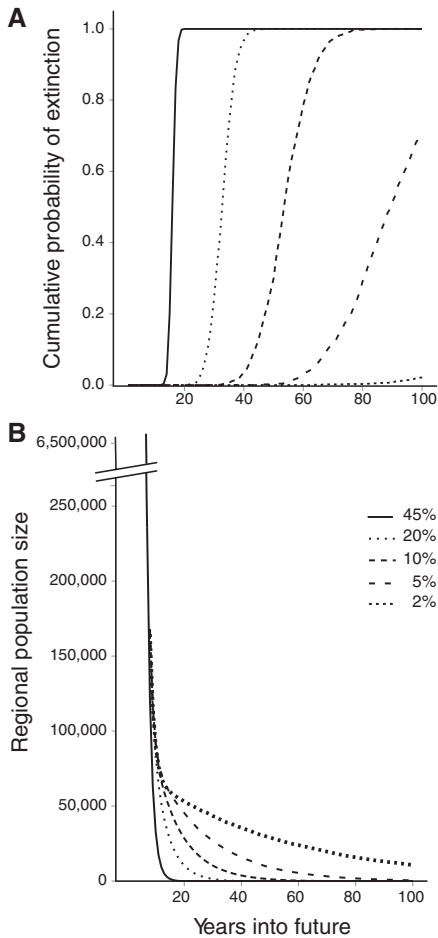 A
Cumulative probability of extinction
1.0
0.8
0.6
0.4
0.2
0.0
20 40 60 80 100
B
Regional population size
6,500,000
250,000
200,000
150,000
100,000
50,000
0
45%
20%
10%
5%
2%
20 40 60 80 100
Years into future